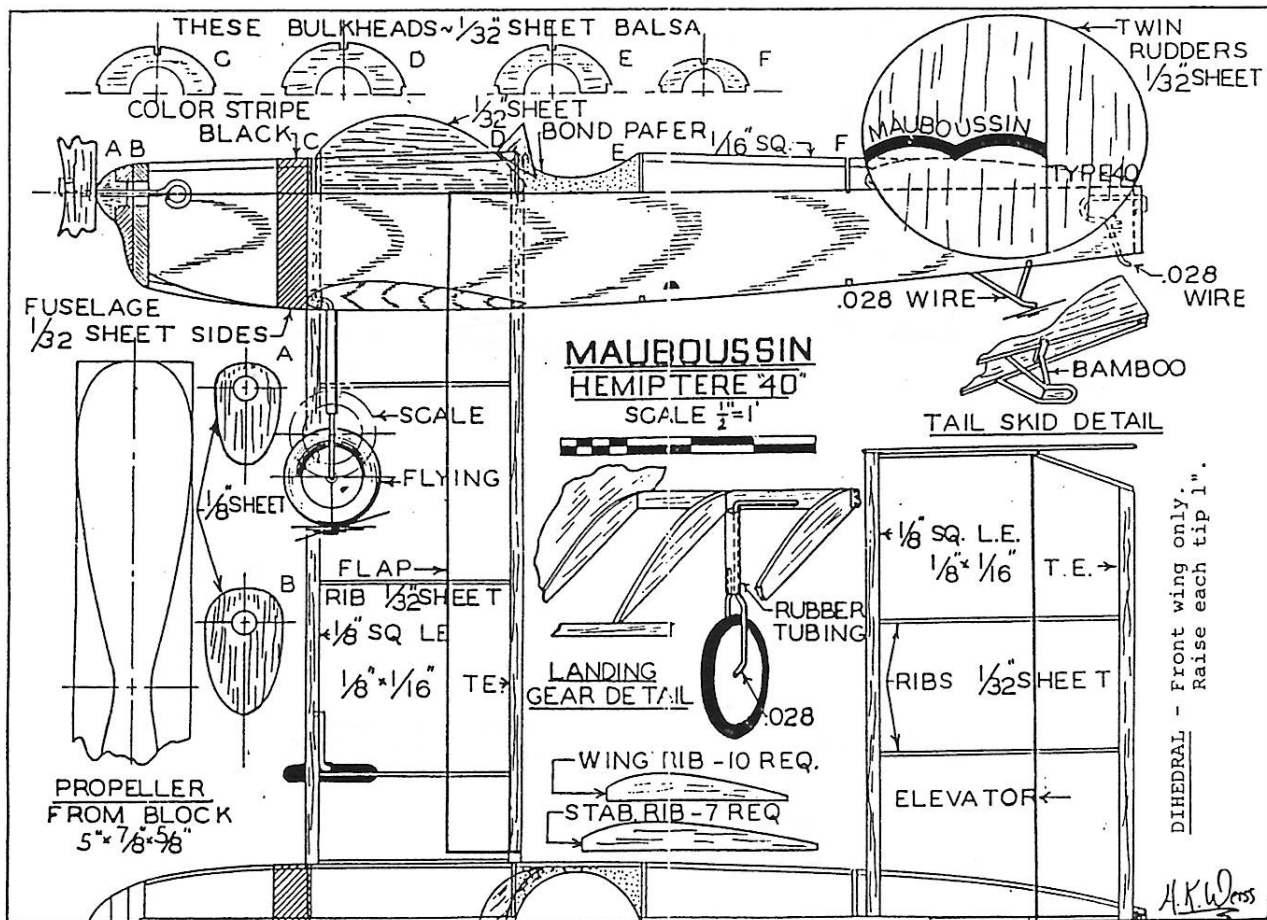 THESE BULKHEADS~1/32" SHEET BALSA
C D E F
TWIN
RUDDERS
1/32" SHEET
COLOR STRIPE
BLACK
1/32" SHEET
A B C D E F
BOND PAPER
1/16" SQ.
MAUBOUSSIN
TYPE 40
.028
WIRE
.028 WIRE
FUSELAGE
1/32 SHEET SIDES
BAMBOO
TAIL SKID DETAIL
MAUBOUSSIN
HEMIPTERE "40"
SCALE 1/2"=1'
A
SCALE
FLYING
1/8" SHEET
B
FLAP
RIB 1/32" SHEET
1/8" SQ LE
1/8" × 1/16" TE
RUBBER
TUBING
LANDING
GEAR DETAIL
.028
1/8" SQ. L.E.
1/8" × 1/16" T.E.
RIBS 1/32" SHEET
ELEVATOR
WING RIB -10 REQ.
STAB. RIB -7 REQ
PROPELLER
FROM BLOCK
5" × 7/8" × 5/8"
DIHEDRAL - Front wing only.
Raise each tip 1".
H.K. Weiss